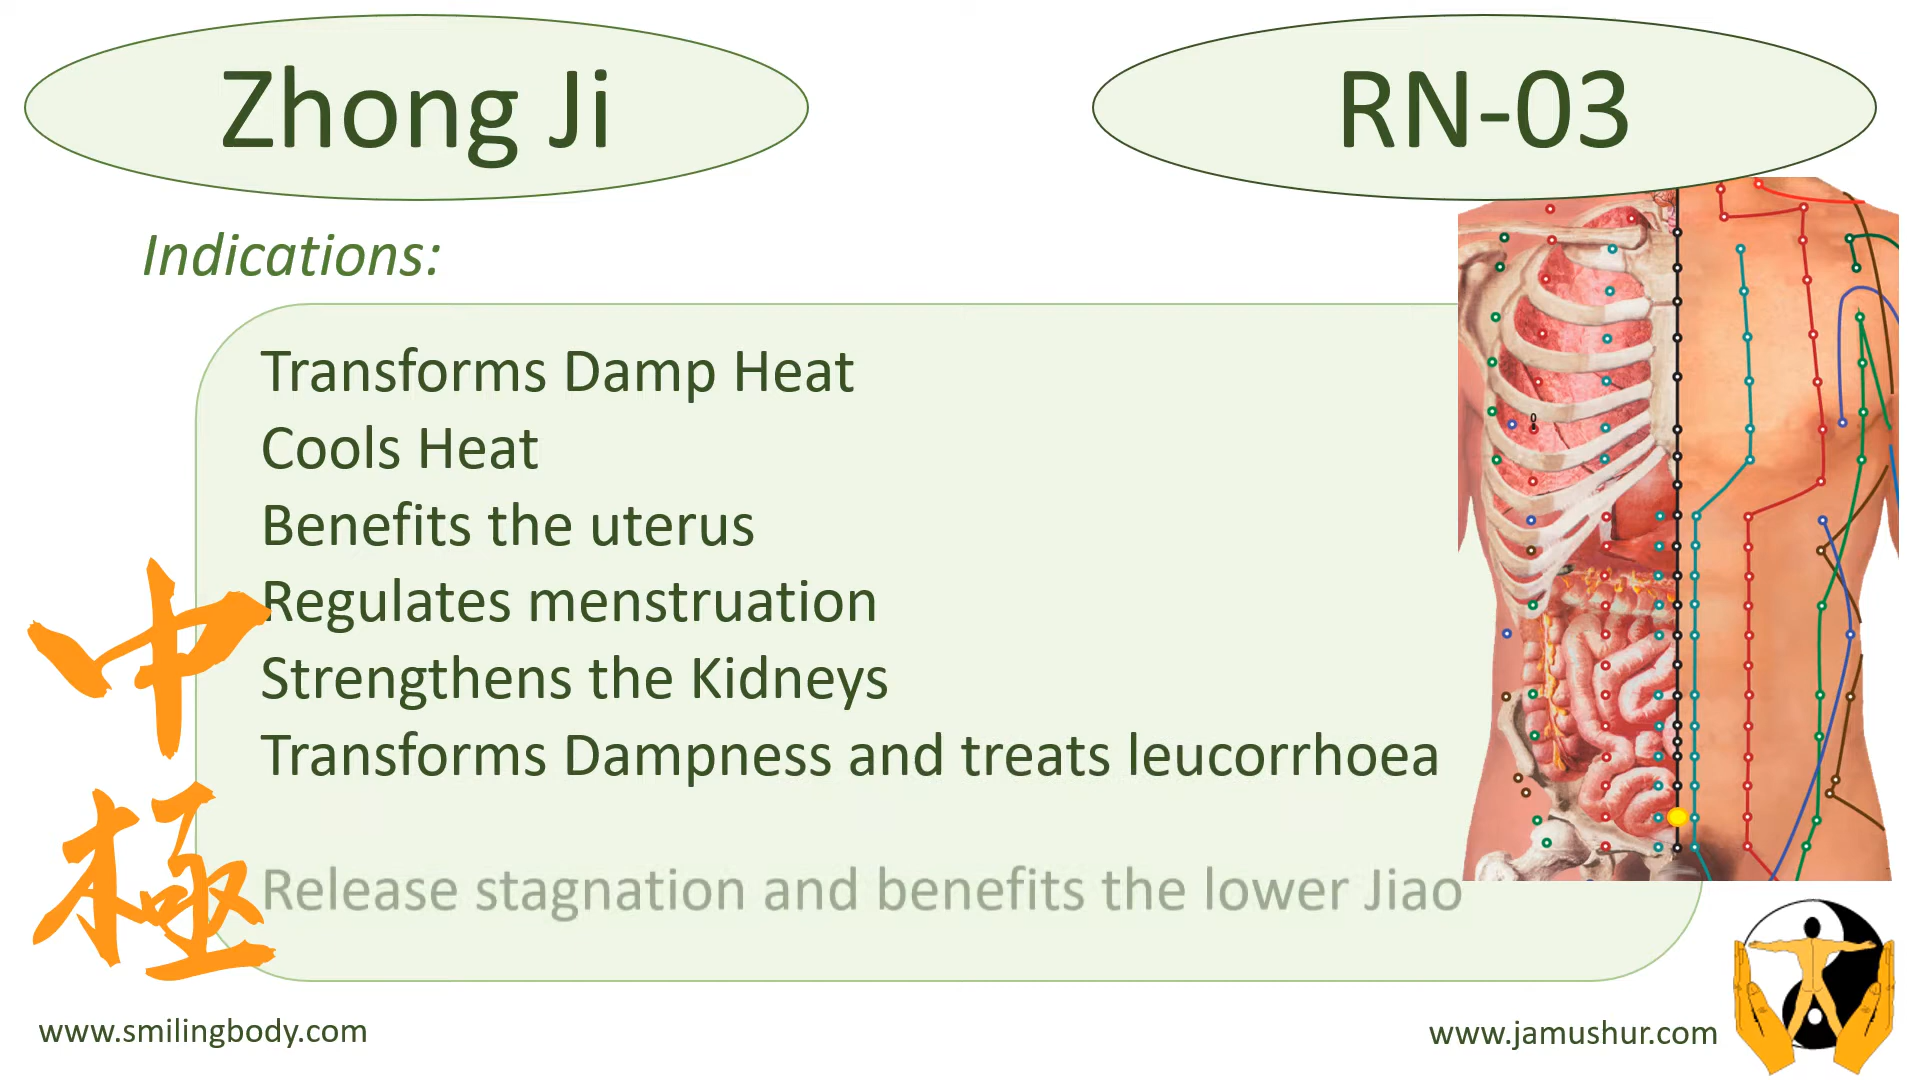 Zhong Ji
RN-03
Indications:
Transforms Damp Heat
Cools Heat
Benefits the uterus
Regulates menstruation
Strengthens the Kidneys
Transforms Dampness and treats leucorrhoea
Release stagnation and benefits the lower Jiao
中
極
www.smilingbody.com
www.jamushur.com